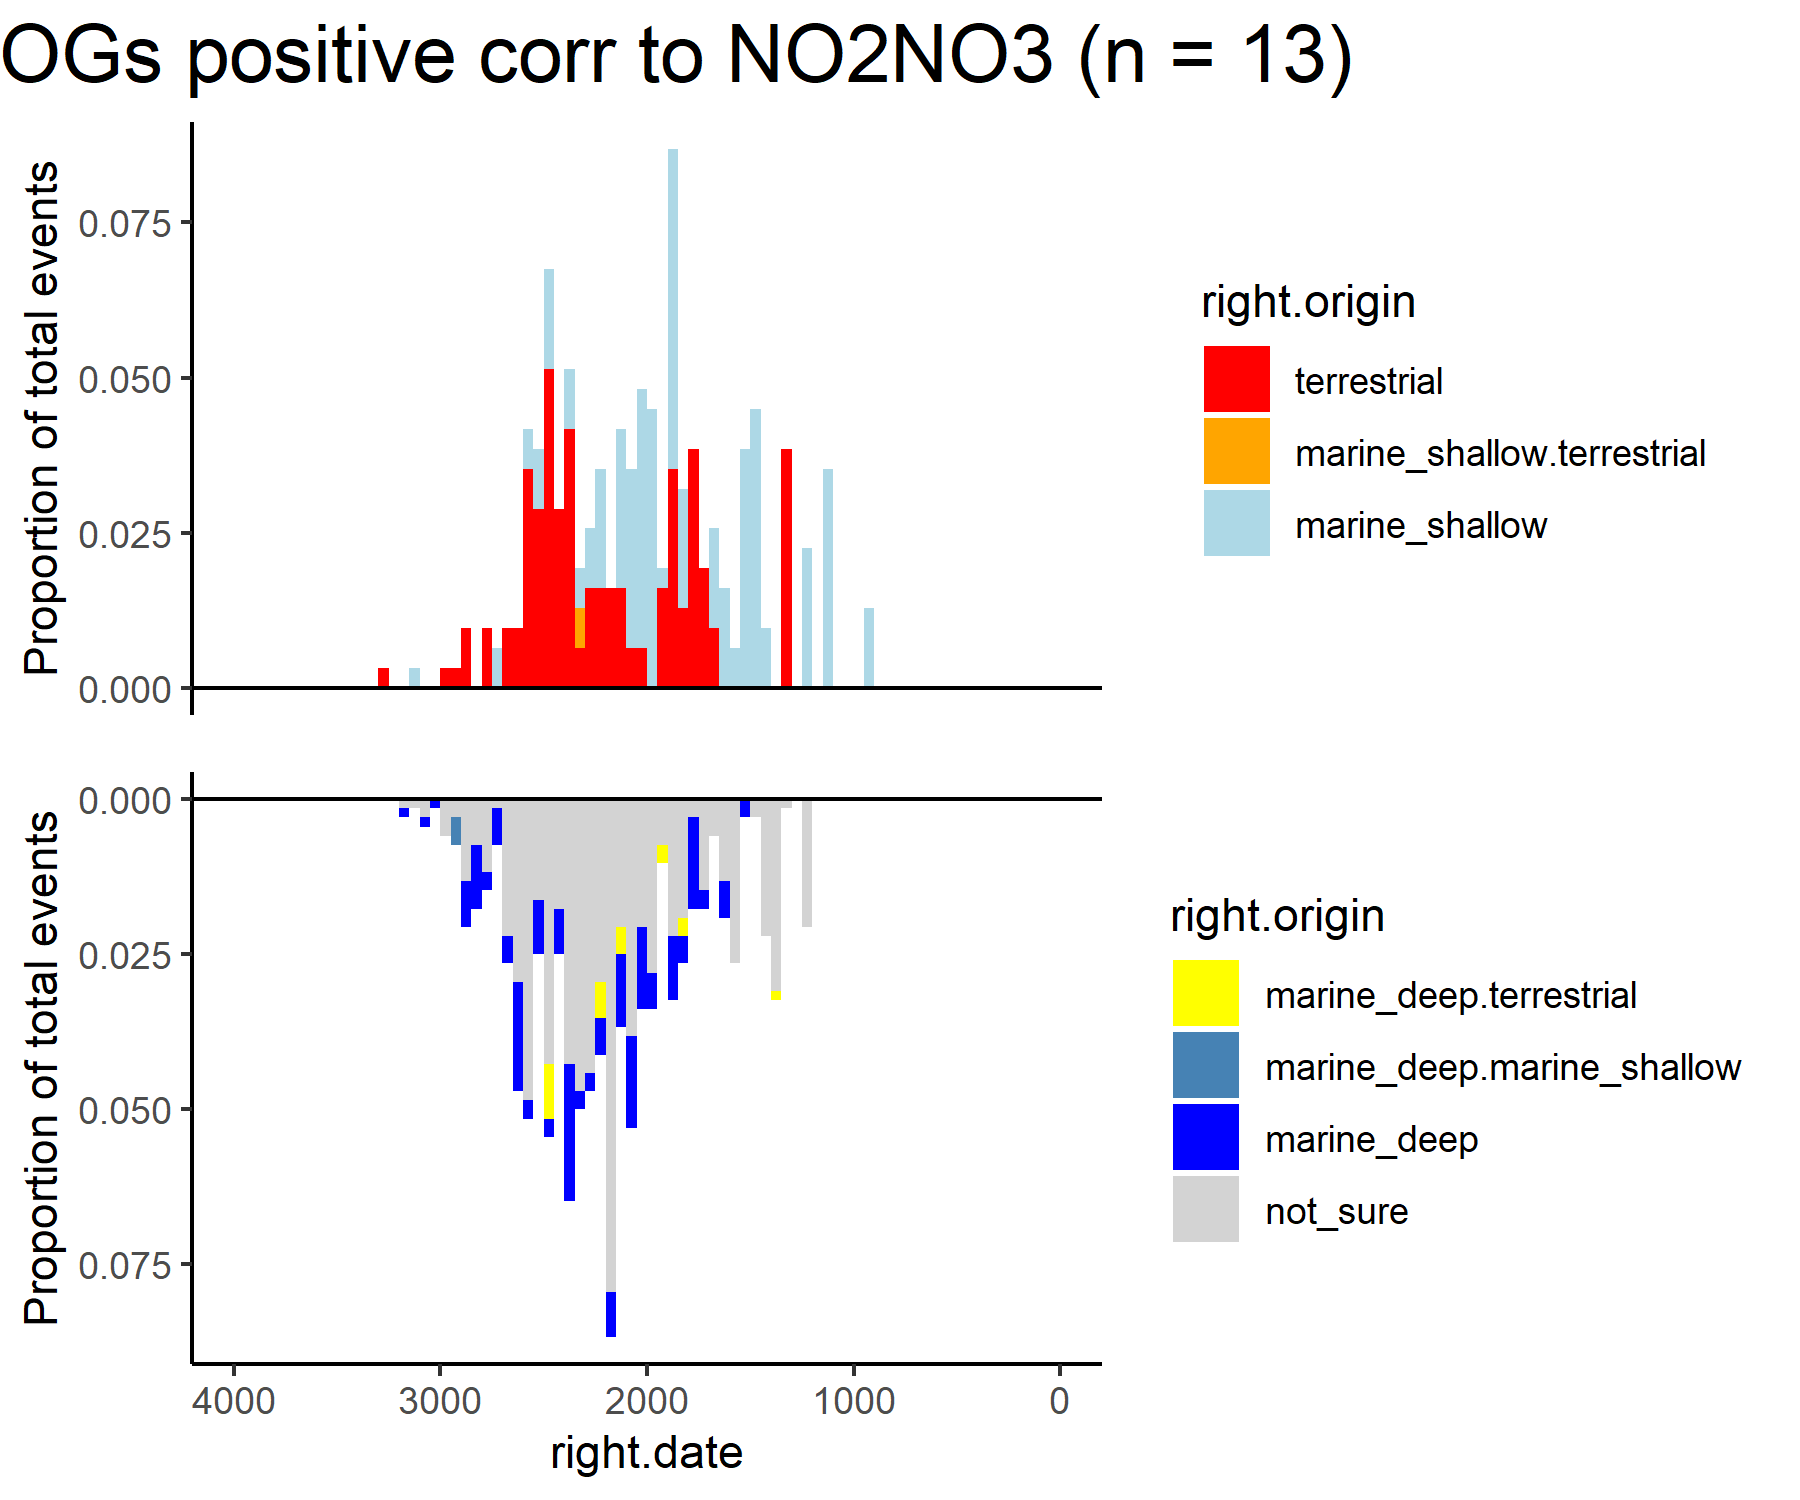 OGs positive corr to NO2NO3 (n = 13)
Proportion of total events
0.075
0.050
0.025
0.000
right.origin
terrestrial
marine_shallow.terrestrial
marine_shallow
Proportion of total events
0.000
0.025
0.050
0.075
4000 3000 2000 1000 0
right.date
right.origin
marine_deep.terrestrial
marine_deep.marine_shallow
marine_deep
not_sure